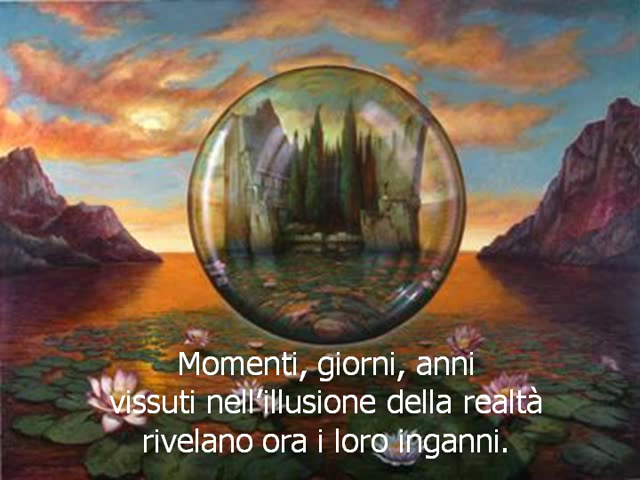 Momenti, giorni, anni
vissuti nell'illusione della realtà
rivelano ora i loro inganni.